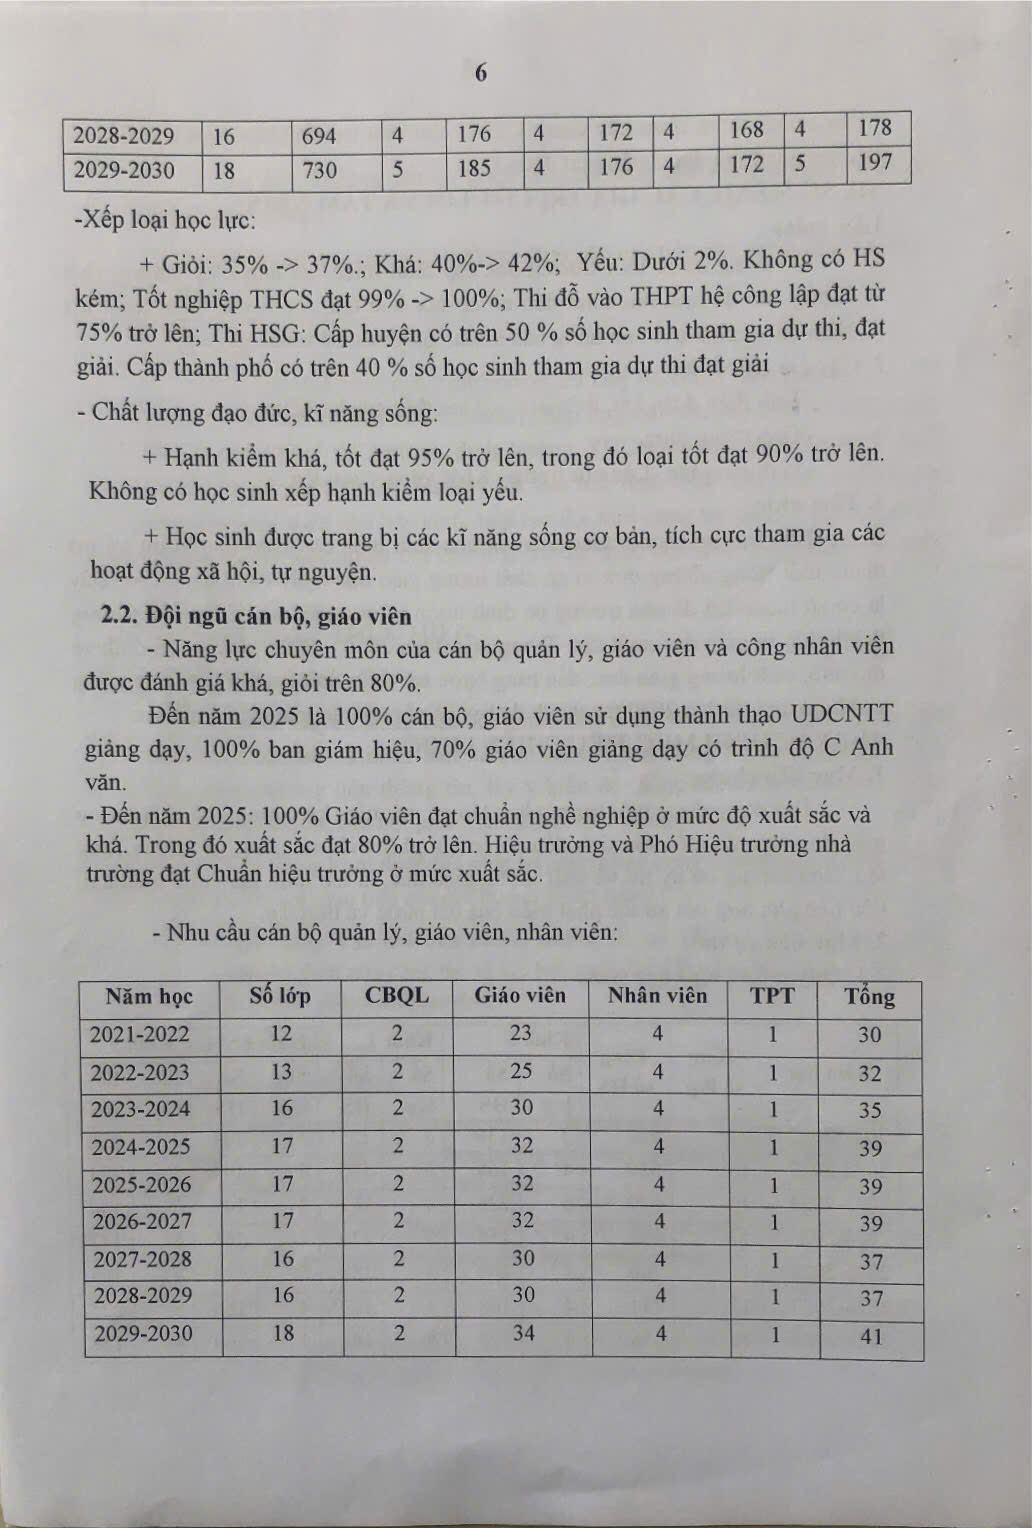 6
2028-2029 16 694 4 176 4 172 4 168 4 178
2029-2030 18 730 5 185 4 176 4 172 5 197
-Xếp loại học lực:
+ Giỏi: 35% -> 37%.; Khá: 40%-> 42%; Yếu: Dưới 2%. Không có HS
kém; Tốt nghiệp THCS đạt 99% -> 100%; Thi đỗ vào THPT hệ công lập đạt từ
75% trở lên; Thi HSG: Cấp huyện có trên 50 % số học sinh tham gia dự thi, đạt
giải. Cấp thành phố có trên 40 % số học sinh tham gia dự thi đạt giải
- Chất lượng đạo đức, kĩ năng sống:
+ Hạnh kiểm khá, tốt đạt 95% trở lên, trong đó loại tốt đạt 90% trở lên.
Không có học sinh xếp hạnh kiểm loại yếu.
+ Học sinh được trang bị các kĩ năng sống cơ bản, tích cực tham gia các
hoạt động xã hội, tự nguyện.
2.2. Đội ngũ cán bộ, giáo viên
- Năng lực chuyên môn của cán bộ quản lý, giáo viên và công nhân viên
được đánh giá khá, giỏi trên 80%.
Đến năm 2025 là 100% cán bộ, giáo viên sử dụng thành thạo UDCNTT
giảng dạy, 100% ban giám hiệu, 70% giáo viên giảng dạy có trình độ C Anh
văn.
- Đến năm 2025: 100% Giáo viên đạt chuẩn nghề nghiệp ở mức độ xuất sắc và
khá. Trong đó xuất sắc đạt 80% trở lên. Hiệu trưởng và Phó Hiệu trưởng nhà
trường đạt Chuẩn hiệu trưởng ở mức xuất sắc.
- Nhu cầu cán bộ quản lý, giáo viên, nhân viên:
Năm học Số lớp CBQL Giáo viên Nhân viên TPT Tổng
2021-2022 12 2 23 4 1 30
2022-2023 13 2 25 4 1 32
2023-2024 16 2 30 4 1 35
2024-2025 17 2 32 4 1 39
2025-2026 17 2 32 4 1 39
2026-2027 17 2 32 4 1 39
2027-2028 16 2 30 4 1 37
2028-2029 16 2 30 4 1 37
2029-2030 18 2 34 4 1 41